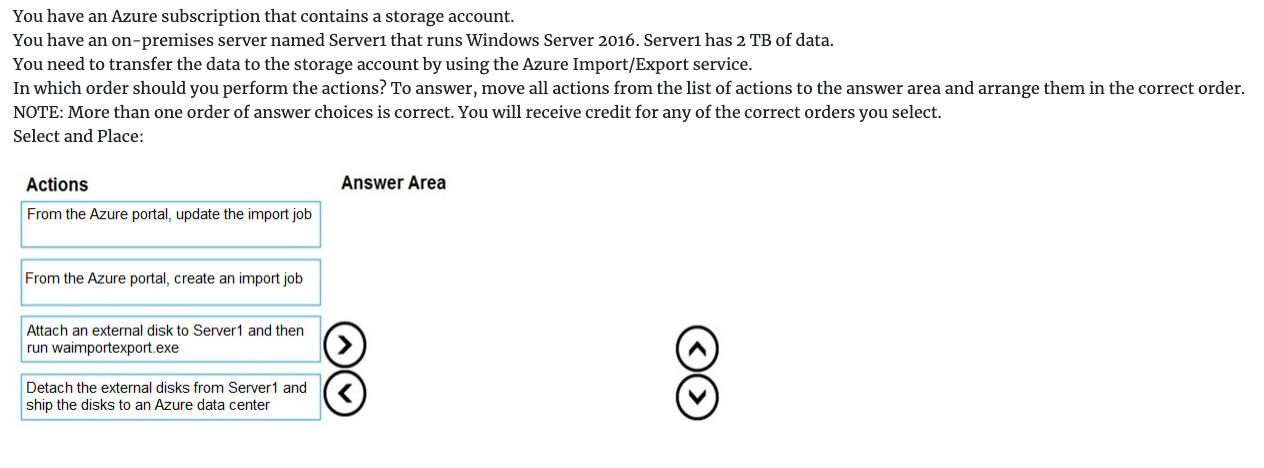 You have an Azure subscription that contains a storage account.
You have an on-premises server named Server1 that runs Windows Server 2016. Server1 has 2 TB of data.
You need to transfer the data to the storage account by using the Azure Import/Export service.
In which order should you perform the actions? To answer, move all actions from the list of actions to the answer area and arrange them in the correct order.
NOTE: More than one order of answer choices is correct. You will receive credit for any of the correct orders you select.
Select and Place:
Actions
Answer Area
From the Azure portal, update the import job
From the Azure portal, create an import job
Attach an external disk to Server1 and then
run waimportexport.exe
Detach the external disks from Server1 and
ship the disks to an Azure data center